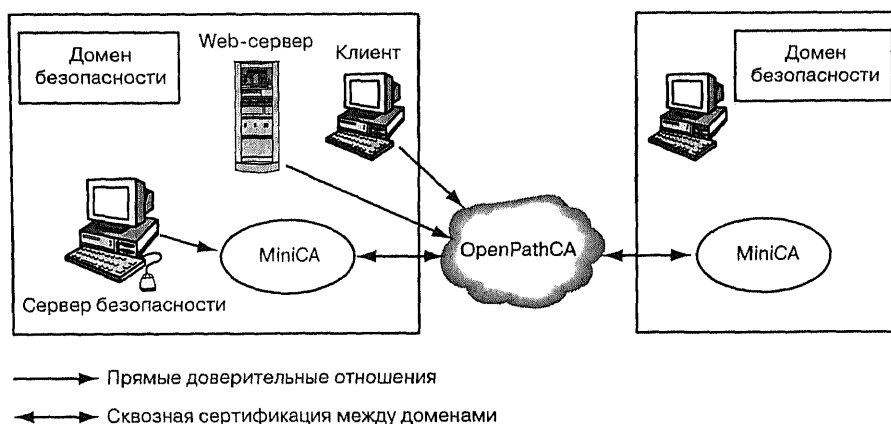 Домен
безопасности
Web-сервер
Клиент
Домен
безопасности
MiniCA
OpenPathCA
MiniCA
Сервер безопасности
Прямые доверительные отношения
Сквозная сертификация между доменами